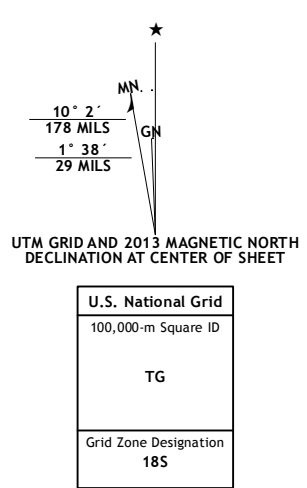 MN
10° 2´
178 MILS
GN
1° 38´
29 MILS
UTM GRID AND 2013 MAGNETIC NORTH
DECLINATION AT CENTER OF SHEET
U.S. National Grid
100,000-m Square ID
TG
Grid Zone Designation
18S